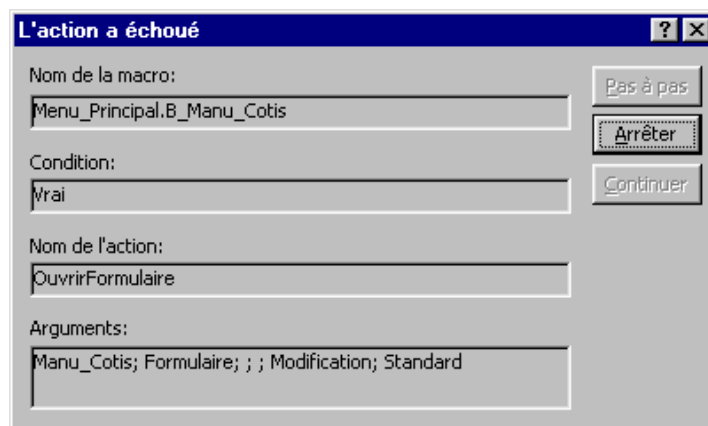 L'action a échoué
Nom de la macro:
Menu_Principal.B_Manu_Cotis
Pas à pas
Arrêter
Condition:
Vrai
Continuer
Nom de l'action:
OuvrirFormulaire
Arguments:
Manu_Cotis; Formulaire; ; ; Modification; Standard